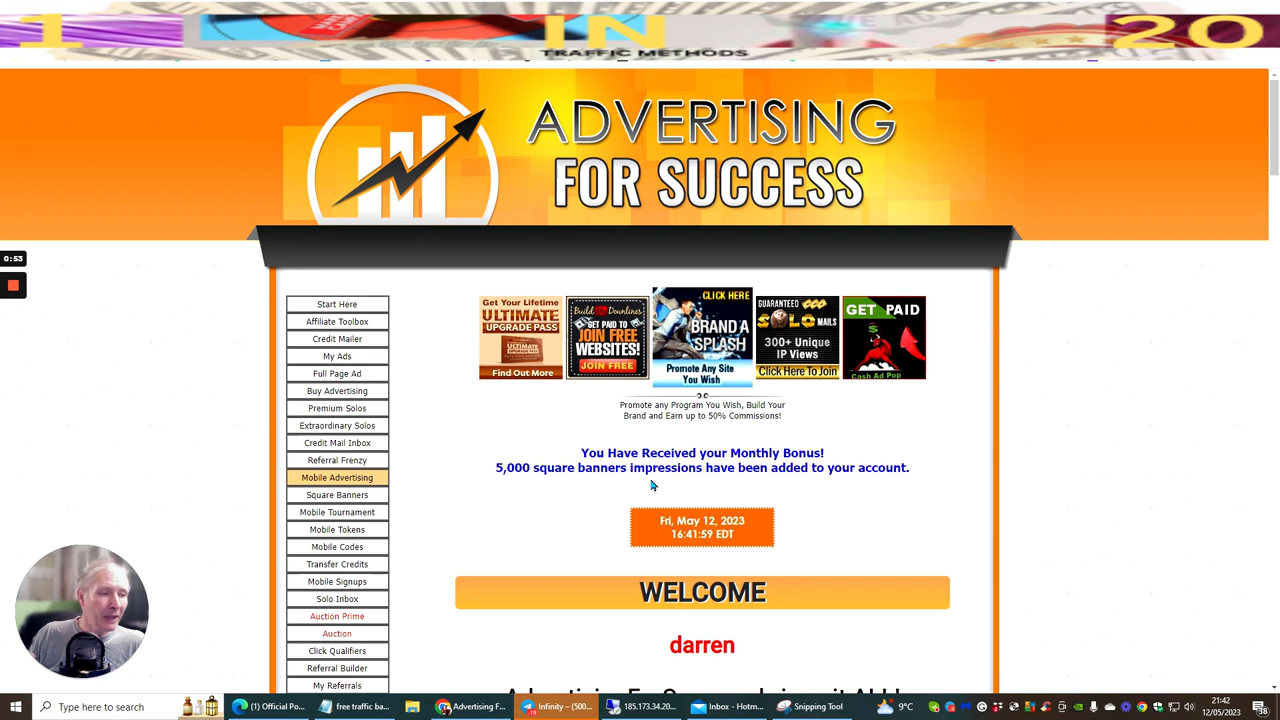 1 IN 20
TRAFFIC METHODS
ADVERTISING
FOR SUCCESS
0:53
Start Here
Affiliate Toolbox
Credit Mailer
My Ads
Full Page Ad
Buy Advertising
Premium Solos
Extraordinary Solos
Credit Mail Inbox
Referral Frenzy
Mobile Advertising
Square Banners
Mobile Tournament
Mobile Tokens
Mobile Codes
Transfer Credits
Mobile Signups
Solo Inbox
Auction Prime
Auction
Click Qualifiers
Referral Builder
My Referrals
Get Your Lifetime
ULTIMATE
UPGRADE PASS
ULTIMATE
Find Out More
Build Downlines
GET PAID TO
JOIN FREE
WEBSITES!
JOIN FREE
CLICK HERE
BRAND A
SPLASH
Promote Any Site
You Wish
GUARANTEED
SOLO MAILS
300+ Unique
IP Views
Click Here To Join
GET PAID
Cash Ad Pop
Promote any Program You Wish, Build Your
Brand and Earn up to 50% Commissions!
You Have Received your Monthly Bonus!
5,000 square banners impressions have been added to your account.
Fri, May 12, 2023
16:41:59 EDT
WELCOME
darren
Type here to search
(1) Official Po...
free traffic ba...
Advertising F...
Infinity – (500...
185.173.34.20...
Inbox - Hotm...
Snipping Tool
9°C
21:42
12/05/2023